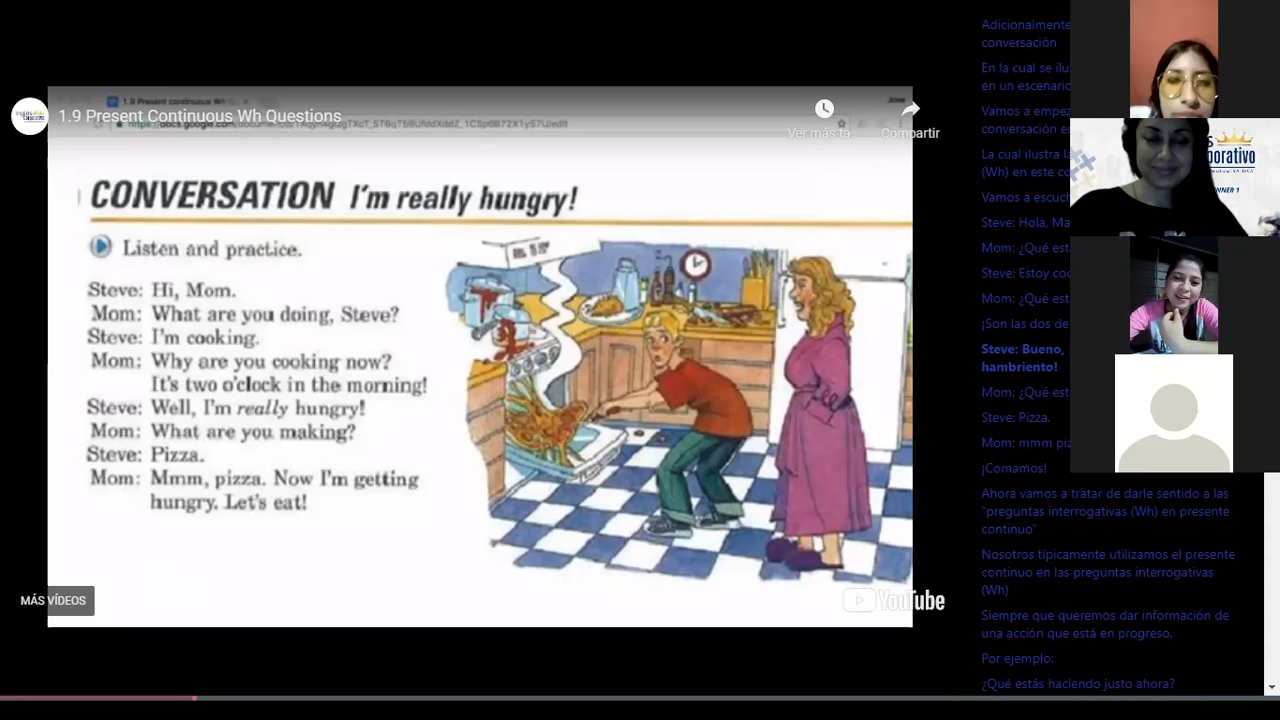 1.9 Present Continuous Wh Questions
Ver más ta
Compartir
CONVERSATION I'm really hungry!
Listen and practice.
Steve: Hi, Mom.
Mom: What are you doing, Steve?
Steve: I'm cooking.
Mom: Why are you cooking now?
It's two o'clock in the morning!
Steve: Well, I'm really hungry!
Mom: What are you making?
Steve: Pizza.
Mom: Mmm, pizza. Now I'm getting
hungry. Let's eat!
MÁS VÍDEOS
YouTube
Adicionalmente
conversación
En la cual se ilu
en un escenario
Vamos a empez
conversación en
La cual ilustra la
(Wh) en este co
Vamos a escuch
Steve: Hola, Ma
Mom: ¿Qué est
Steve: Estoy coc
Mom: ¿Qué est
¡Son las dos de
Steve: Bueno,
hambriento!
Mom: ¿Qué est
Steve: Pizza.
Mom: mmm piz
¡Comamos!
Ahora vamos a tratar de darle sentido a las
"preguntas interrogativas (Wh) en presente
continuo"
Nosotros típicamente utilizamos el presente
continuo en las preguntas interrogativas
(Wh)
Siempre que queremos dar información de
una acción que está en progreso.
Por ejemplo:
¿Qué estás haciendo justo ahora?
porativo
NNER 1